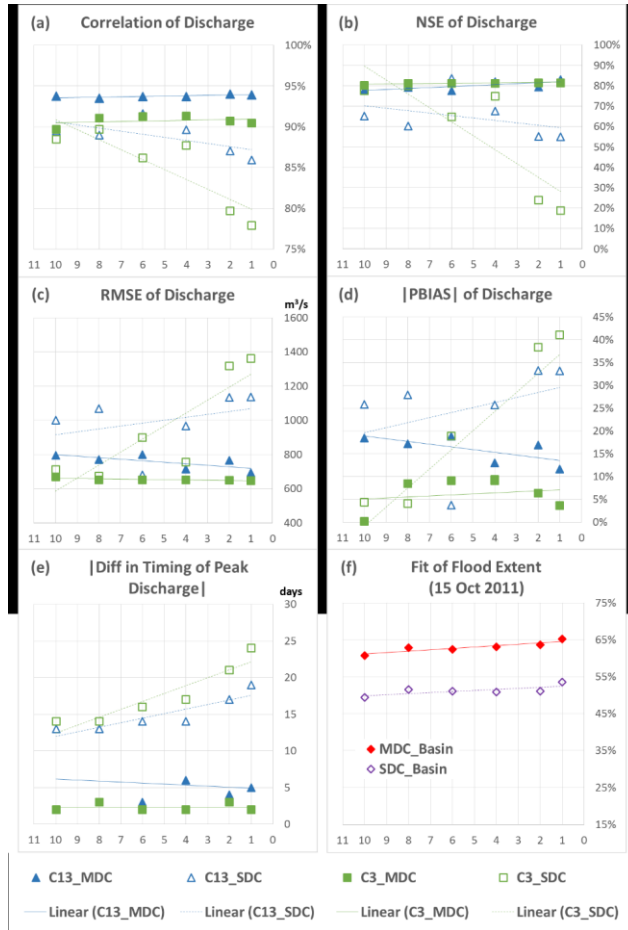 (a) Correlation of Discharge
100%
95%
90%
85%
80%
75%
11 10 9 8 7 6 5 4 3 2 1 0
(b) NSE of Discharge
100%
90%
80%
70%
60%
50%
40%
30%
20%
10%
0%
11 10 9 8 7 6 5 4 3 2 1 0
(c) RMSE of Discharge
m³/s
1600
1400
1200
1000
800
600
400
11 10 9 8 7 6 5 4 3 2 1 0
(d) |PBIAS| of Discharge
45%
40%
35%
30%
25%
20%
15%
10%
5%
0%
11 10 9 8 7 6 5 4 3 2 1 0
(e) |Diff in Timing of Peak
Discharge|
days
30
25
20
15
10
5
0
11 10 9 8 7 6 5 4 3 2 1 0
(f) Fit of Flood Extent
(15 Oct 2011)
75%
65%
55%
45%
35%
25%
15%
MDC_Basin
SDC_Basin
11 10 9 8 7 6 5 4 3 2 1 0
C13_MDC C13_SDC C3_MDC C3_SDC
Linear (C13_MDC) Linear (C13_SDC) Linear (C3_MDC) Linear (C3_SDC)